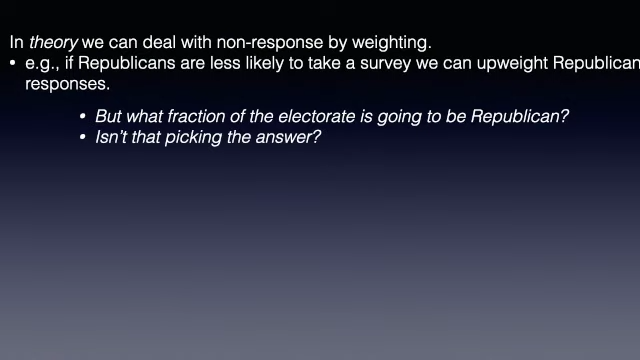 In theory we can deal with non-response by weighting.
• e.g., if Republicans are less likely to take a survey we can upweight Republican
responses.
• But what fraction of the electorate is going to be Republican?
• Isn't that picking the answer?